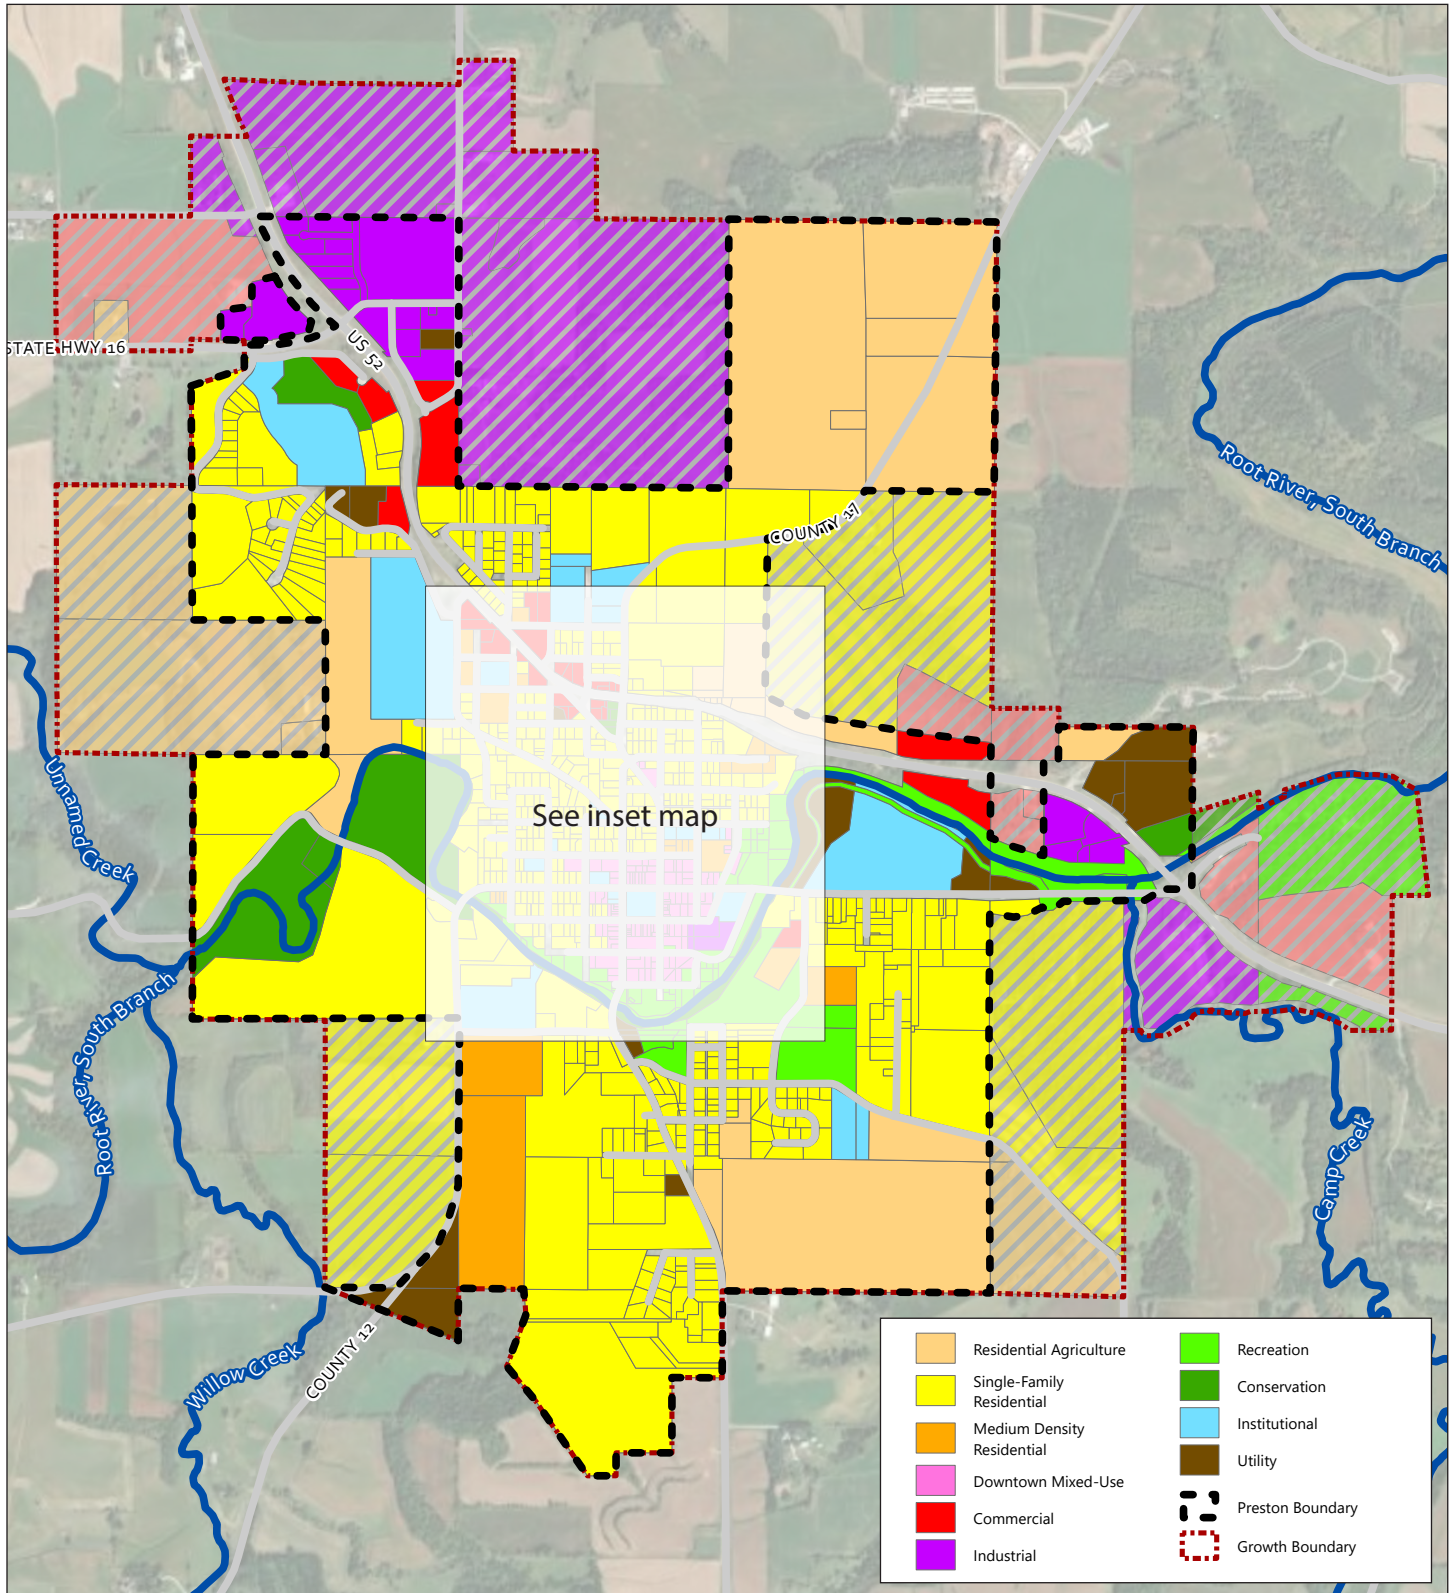 STATE HWY 16
US 52
COUNTY 17
Root River, South Branch
See inset map
Unnamed Creek
Root River, South Branch
Camp Creek
Willow Creek
COUNTY 12
Residential Agriculture
Single-Family
Residential
Medium Density
Residential
Downtown Mixed-Use
Commercial
Industrial
Recreation
Conservation
Institutional
Utility
Preston Boundary
Growth Boundary